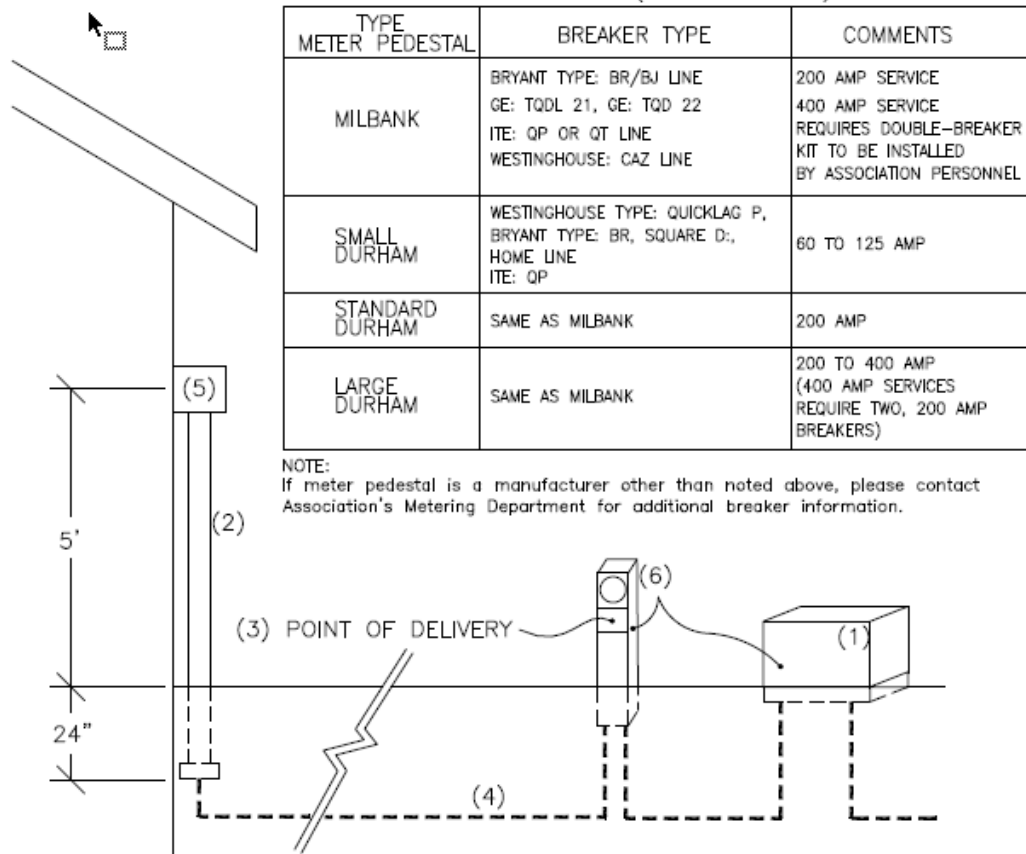 TYPE
METER PEDESTAL
BREAKER TYPE
COMMENTS
MILBANK
BRYANT TYPE: BR/BJ LINE
GE: TQDL 21, GE: TQD 22
ITE: QP OR QT LINE
WESTINGHOUSE: CAZ LINE
200 AMP SERVICE
400 AMP SERVICE
REQUIRES DOUBLE-BREAKER
KIT TO BE INSTALLED
BY ASSOCIATION PERSONNEL
SMALL
DURHAM
WESTINGHOUSE TYPE: QUICKLAG P,
BRYANT TYPE: BR, SQUARE D:,
HOME LINE
ITE: QP
60 TO 125 AMP
STANDARD
DURHAM
SAME AS MILBANK
200 AMP
LARGE
DURHAM
SAME AS MILBANK
200 TO 400 AMP
(400 AMP SERVICES
REQUIRE TWO, 200 AMP
BREAKERS)
NOTE:
If meter pedestal is a manufacturer other than noted above, please contact
Association's Metering Department for additional breaker information.
(5)
(2)
5'
(6)
(3) POINT OF DELIVERY
(1)
24"
(4)